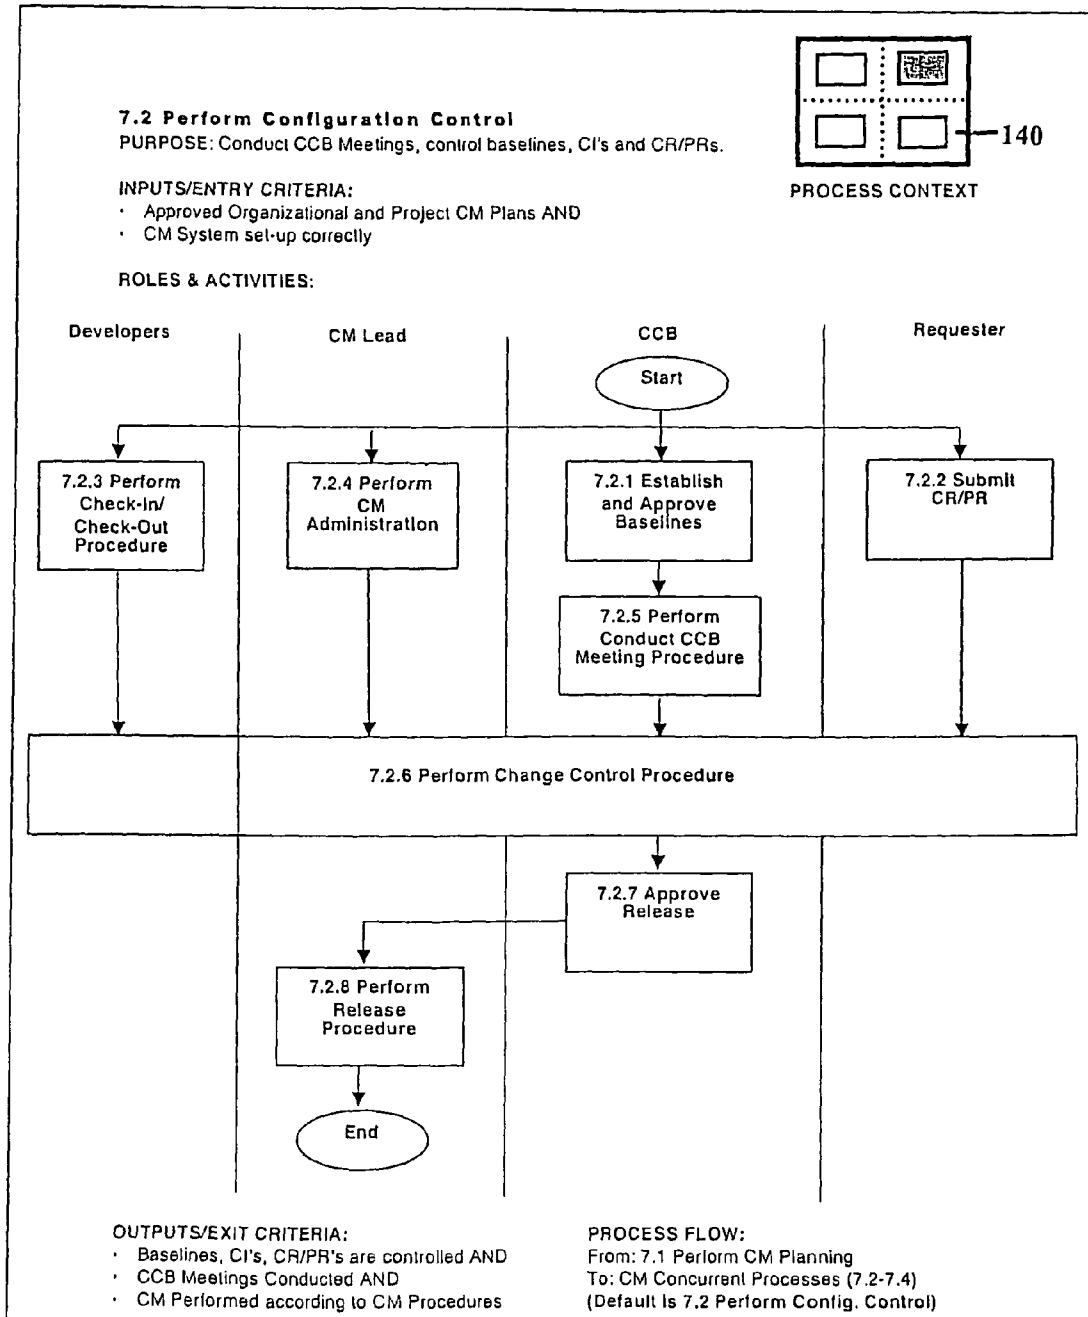 7.2 Perform Configuration Control
PURPOSE: Conduct CCB Meetings, control baselines, CI's and CR/PRs.
140
PROCESS CONTEXT
INPUTS/ENTRY CRITERIA:
· Approved Organizational and Project CM Plans AND
· CM System set-up correctly
ROLES & ACTIVITIES:
Developers
CM Lead
CCB
Requester
Start
7.2.3 Perform
Check-In/
Check-Out
Procedure
7.2.4 Perform
CM
Administration
7.2.1 Establish
and Approve
Baselines
7.2.2 Submit
CR/PR
7.2.5 Perform
Conduct CCB
Meeting Procedure
7.2.6 Perform Change Control Procedure
7.2.7 Approve
Release
7.2.8 Perform
Release
Procedure
End
OUTPUTS/EXIT CRITERIA:
· Baselines, CI's, CR/PR's are controlled AND
· CCB Meetings Conducted AND
· CM Performed according to CM Procedures
PROCESS FLOW:
From: 7.1 Perform CM Planning
To: CM Concurrent Processes (7.2-7.4)
(Default is 7.2 Perform Config. Control)